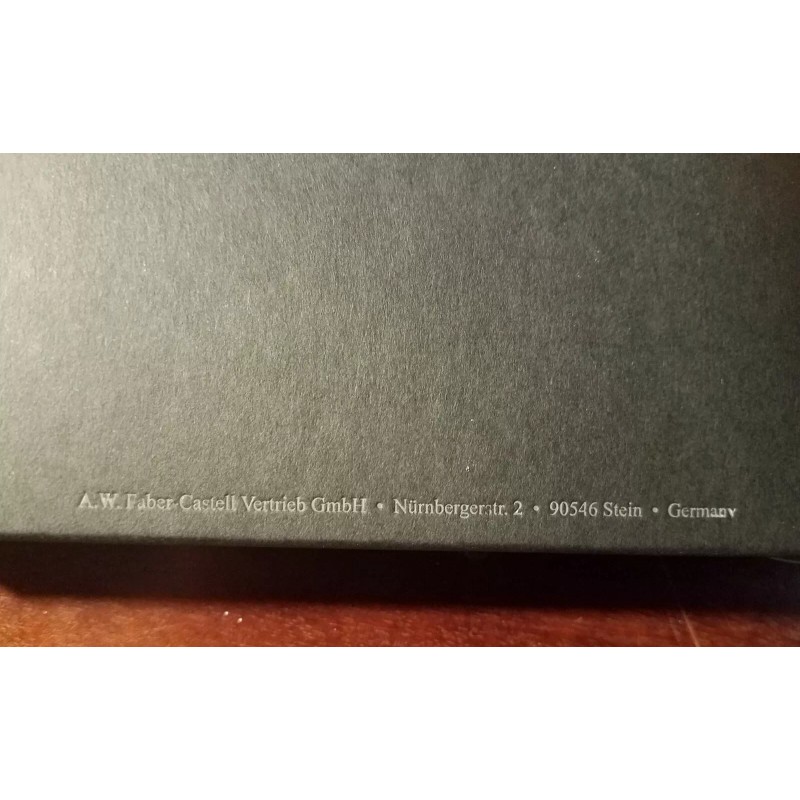 A.W. Faber-Castell Vertrieb GmbH • Nürnbergerstr. 2 • 90546 Stein • Germany